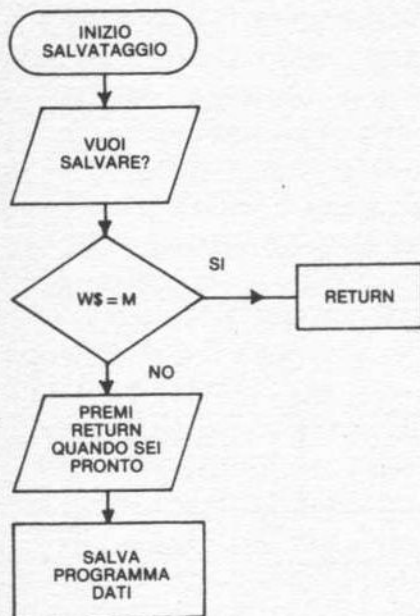 INIZIO
SALVATAGGIO
VUOI
SALVARE?
W$ = M
SI
RETURN
NO
PREMI
RETURN
QUANDO SEI
PRONTO
SALVA
PROGRAMMA
DATI